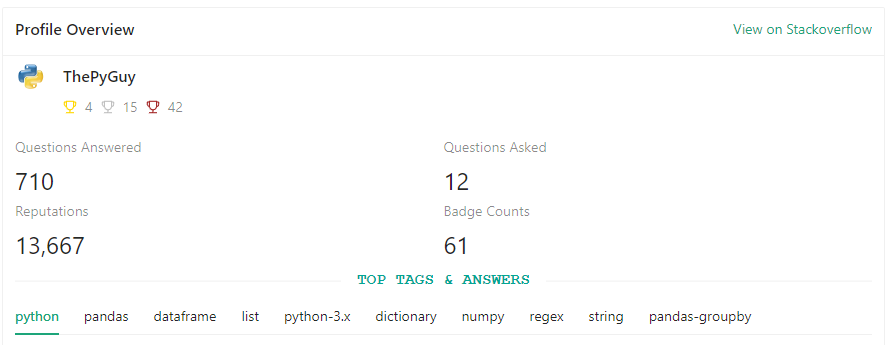 Profile Overview View on Stackoverflow
ThePyGuy
4 15 42
Questions Answered Questions Asked
710 12
Reputations Badge Counts
13,667 61
TOP TAGS & ANSWERS
python pandas dataframe list python-3.x dictionary numpy regex string pandas-groupby